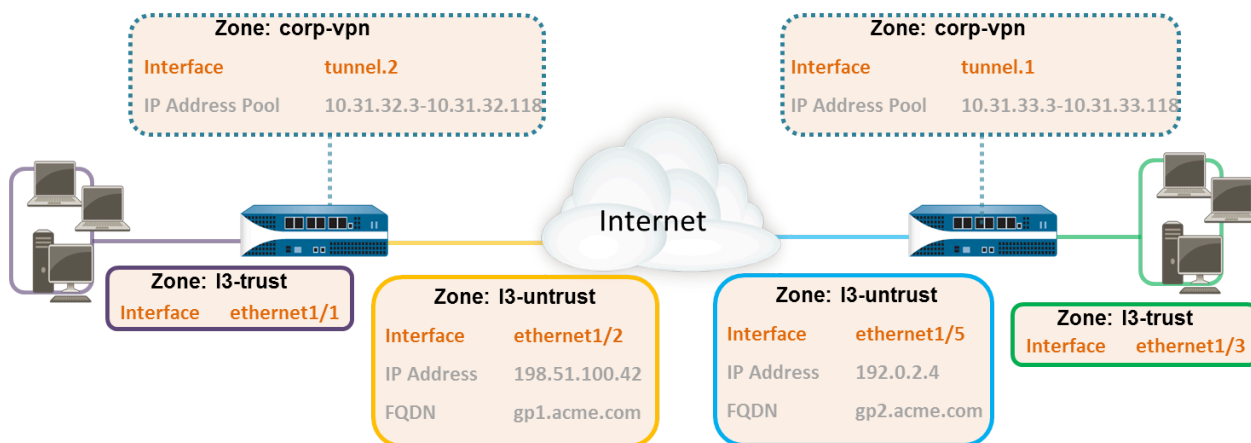 Zone: corp-vpn
Interface tunnel.2
IP Address Pool 10.31.32.3-10.31.32.118
Zone: corp-vpn
Interface tunnel.1
IP Address Pool 10.31.33.3-10.31.33.118
Internet
Zone: l3-trust
Interface ethernet1/1
Zone: l3-untrust
Interface ethernet1/2
IP Address 198.51.100.42
FQDN gp1.acme.com
Zone: l3-untrust
Interface ethernet1/5
IP Address 192.0.2.4
FQDN gp2.acme.com
Zone: l3-trust
Interface ethernet1/3